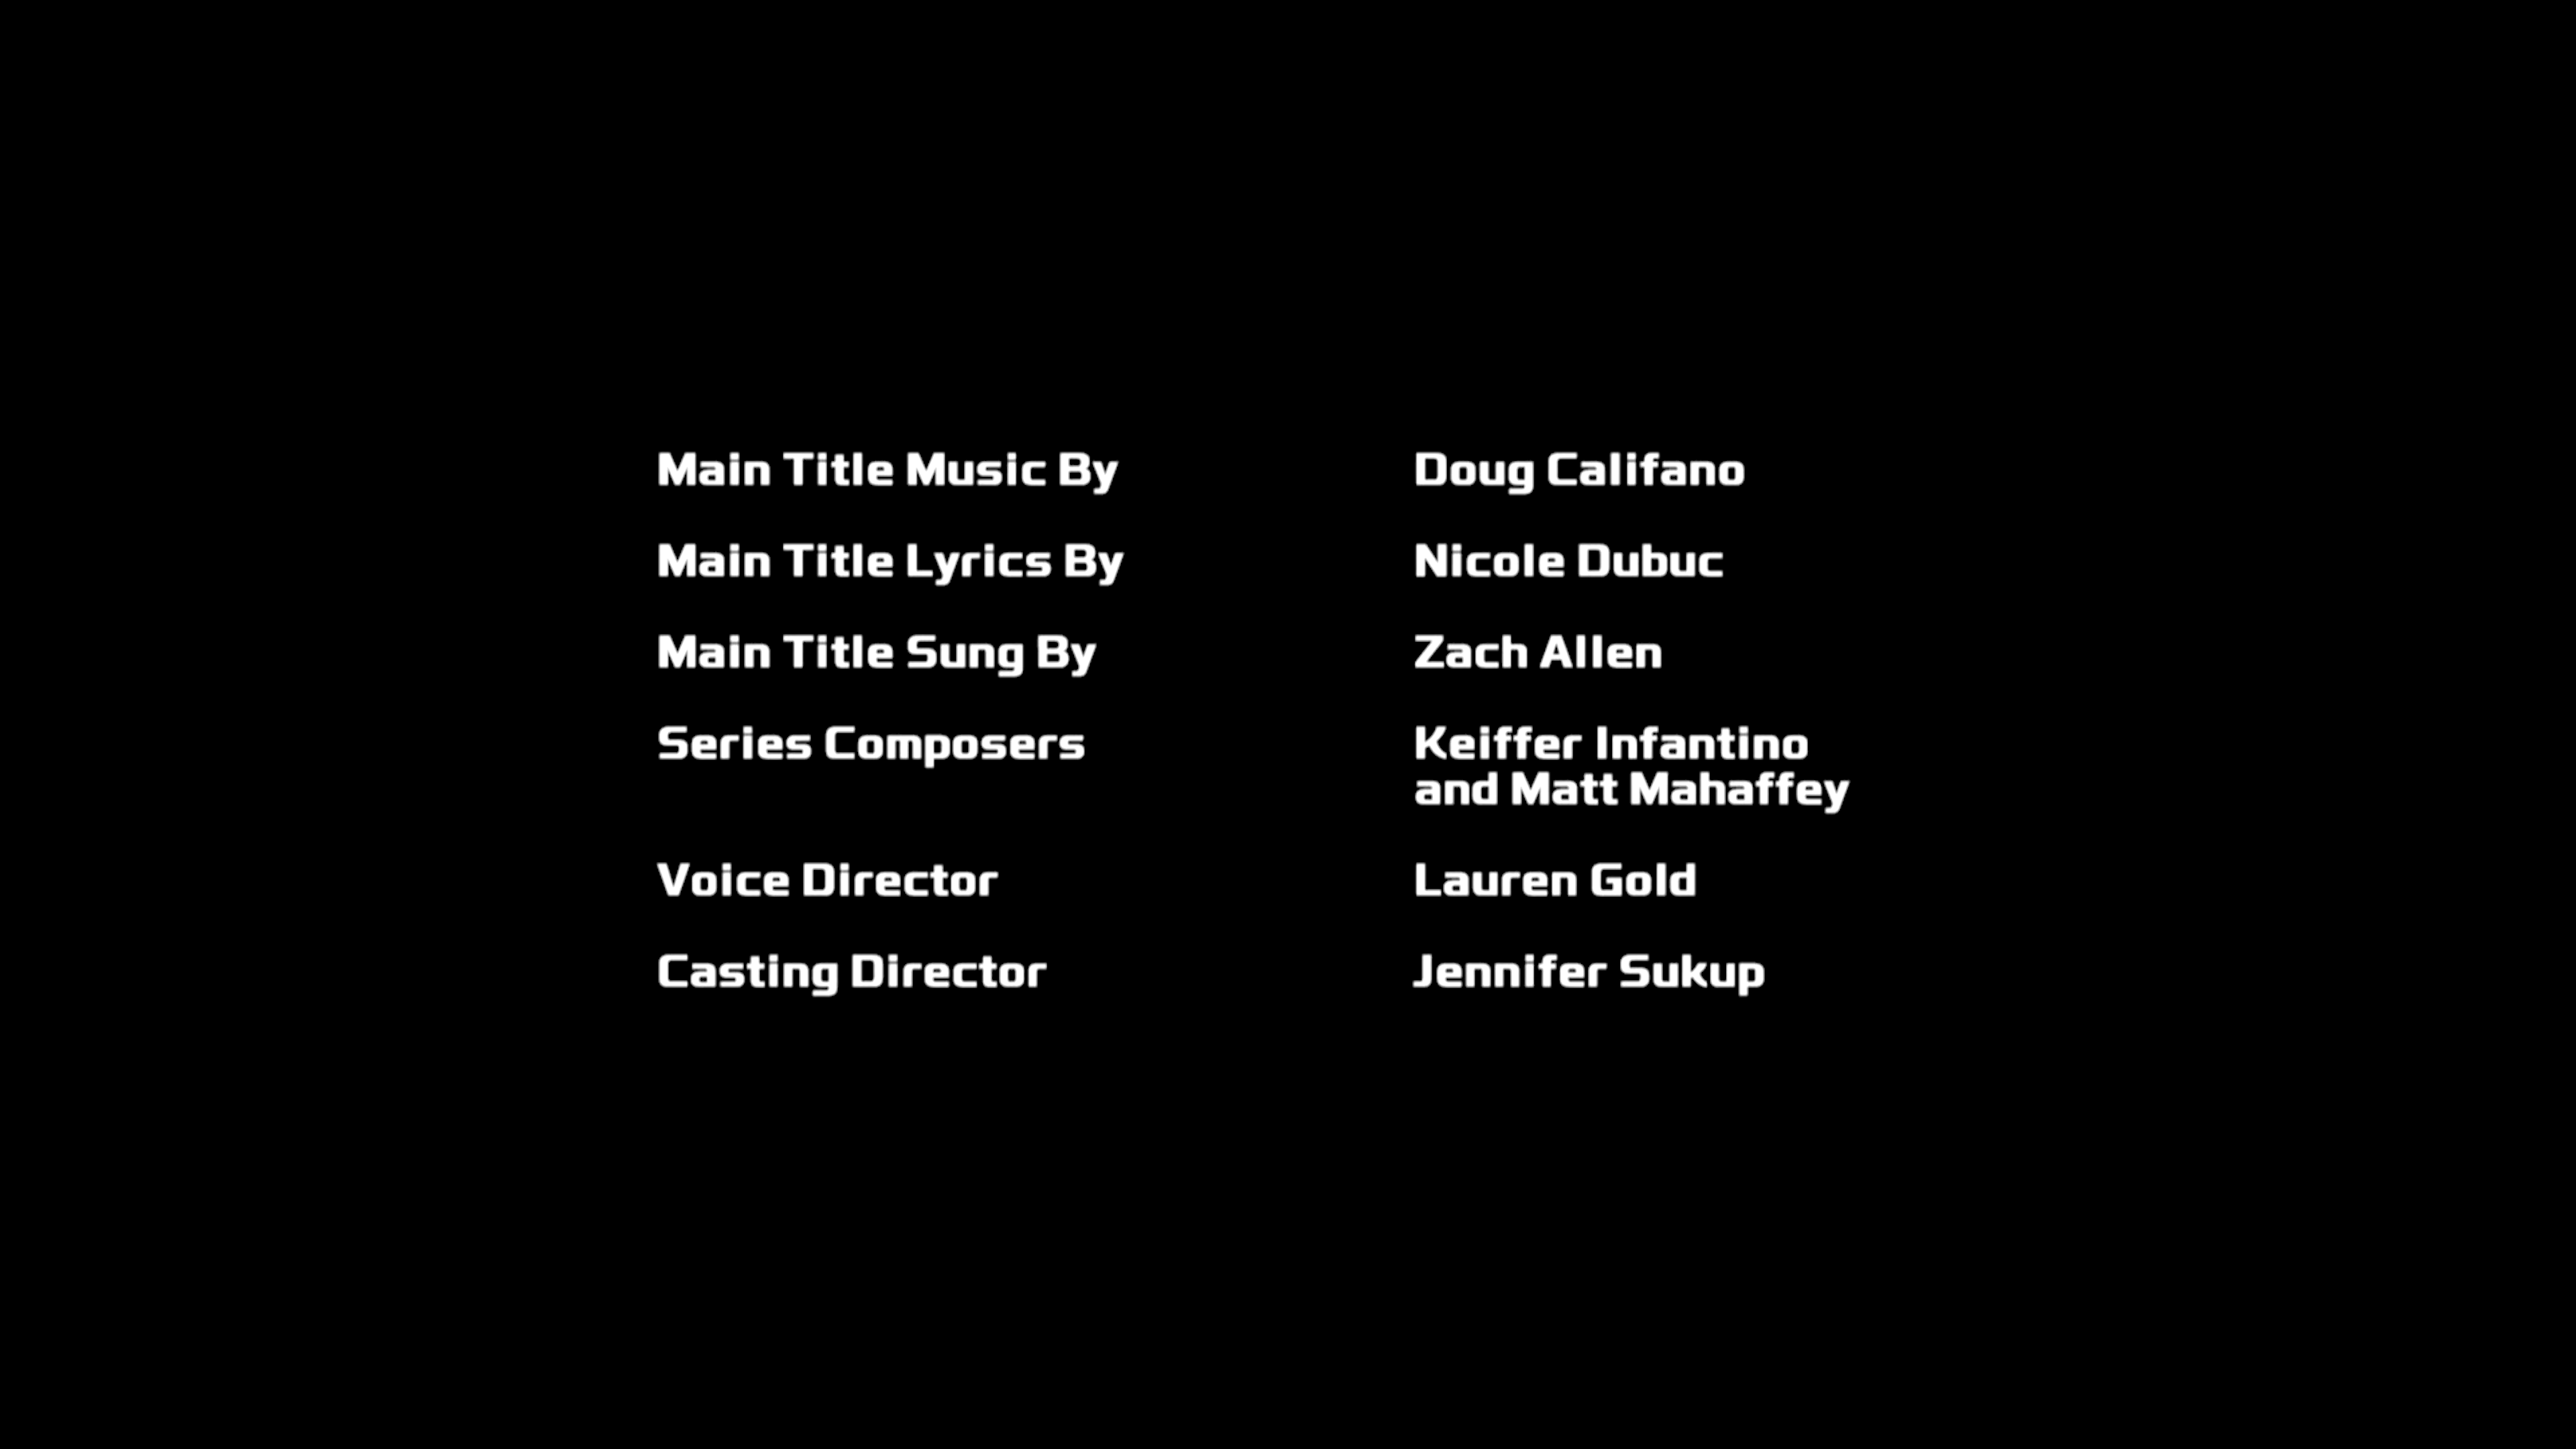 Main Title Music By Doug Califano
Main Title Lyrics By Nicole Dubuc
Main Title Sung By Zach Allen
Series Composers Keiffer Infantino
and Matt Mahaffey
Voice Director Lauren Gold
Casting Director Jennifer Sukup